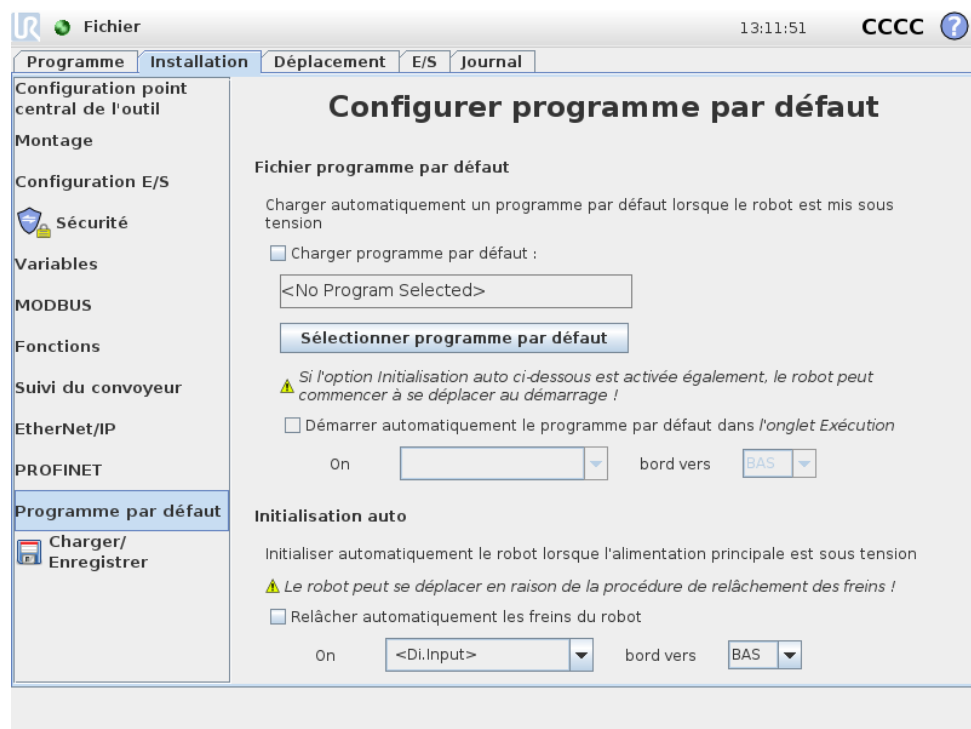 UR Fichier 13:11:51 CCCC ?
Programme Installation Déplacement E/S Journal
Configuration point
central de l'outil
Montage
Configuration E/S
Sécurité
Variables
MODBUS
Fonctions
Suivi du convoyeur
EtherNet/IP
PROFINET
Programme par défaut
Charger/
Enregistrer
Configurer programme par défaut
Fichier programme par défaut
Charger automatiquement un programme par défaut lorsque le robot est mis sous
tension
Charger programme par défaut :
<No Program Selected>
Sélectionner programme par défaut
Si l'option Initialisation auto ci-dessous est activée également, le robot peut
commencer à se déplacer au démarrage !
Démarrer automatiquement le programme par défaut dans l'onglet Exécution
On bord vers BAS
Initialisation auto
Initialiser automatiquement le robot lorsque l'alimentation principale est sous tension
Le robot peut se déplacer en raison de la procédure de relâchement des freins !
Relâcher automatiquement les freins du robot
On <Di.Input> bord vers BAS